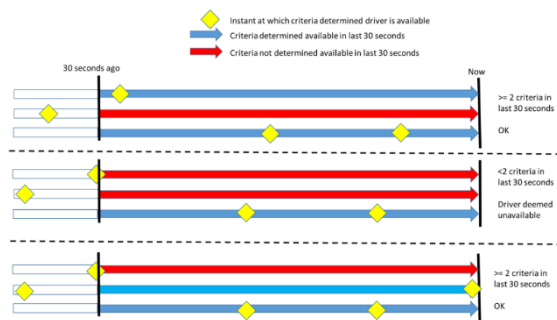 Instant at which criteria determined driver is available
Criteria determined available in last 30 seconds
Criteria not determined available in last 30 seconds
30 seconds ago
Now
>= 2 criteria in
last 30 seconds
OK
<2 criteria in
last 30 seconds
Driver deemed
unavailable
>= 2 criteria in
last 30 seconds
OK